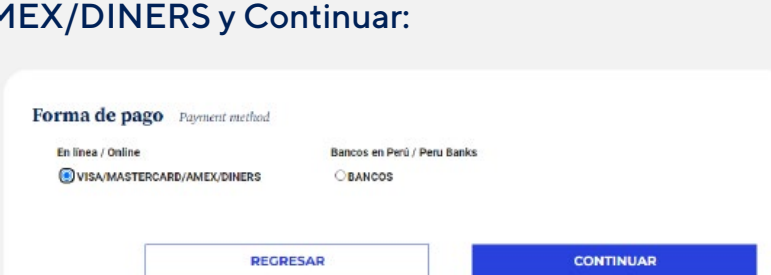 MEX/DINERS y Continuar:
Forma de pago Payment method
En línea / Online Bancos en Perú / Peru Banks
VISA/MASTERCARD/AMEX/DINERS BANCOS
REGRESAR CONTINUAR